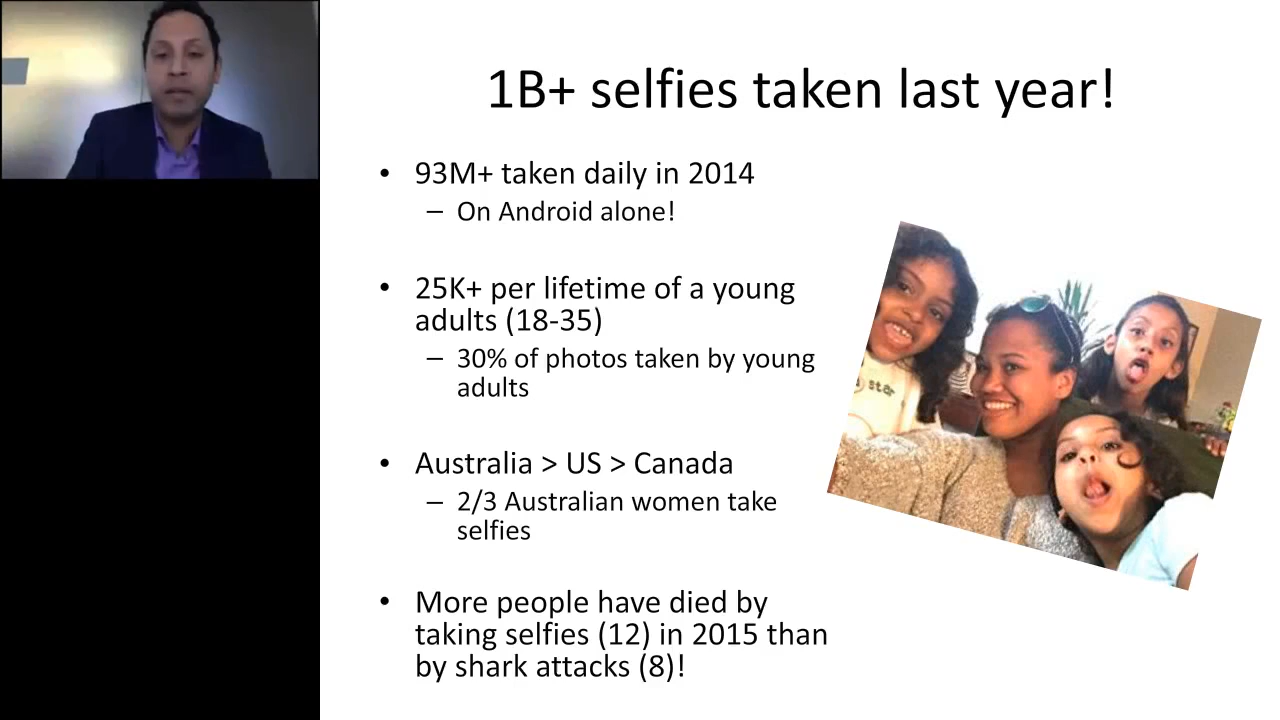 1B+ selfies taken last year!
• 93M+ taken daily in 2014
– On Android alone!
• 25K+ per lifetime of a young
adults (18-35)
– 30% of photos taken by young
adults
• Australia > US > Canada
– 2/3 Australian women take
selfies
• More people have died by
taking selfies (12) in 2015 than
by shark attacks (8)!
star